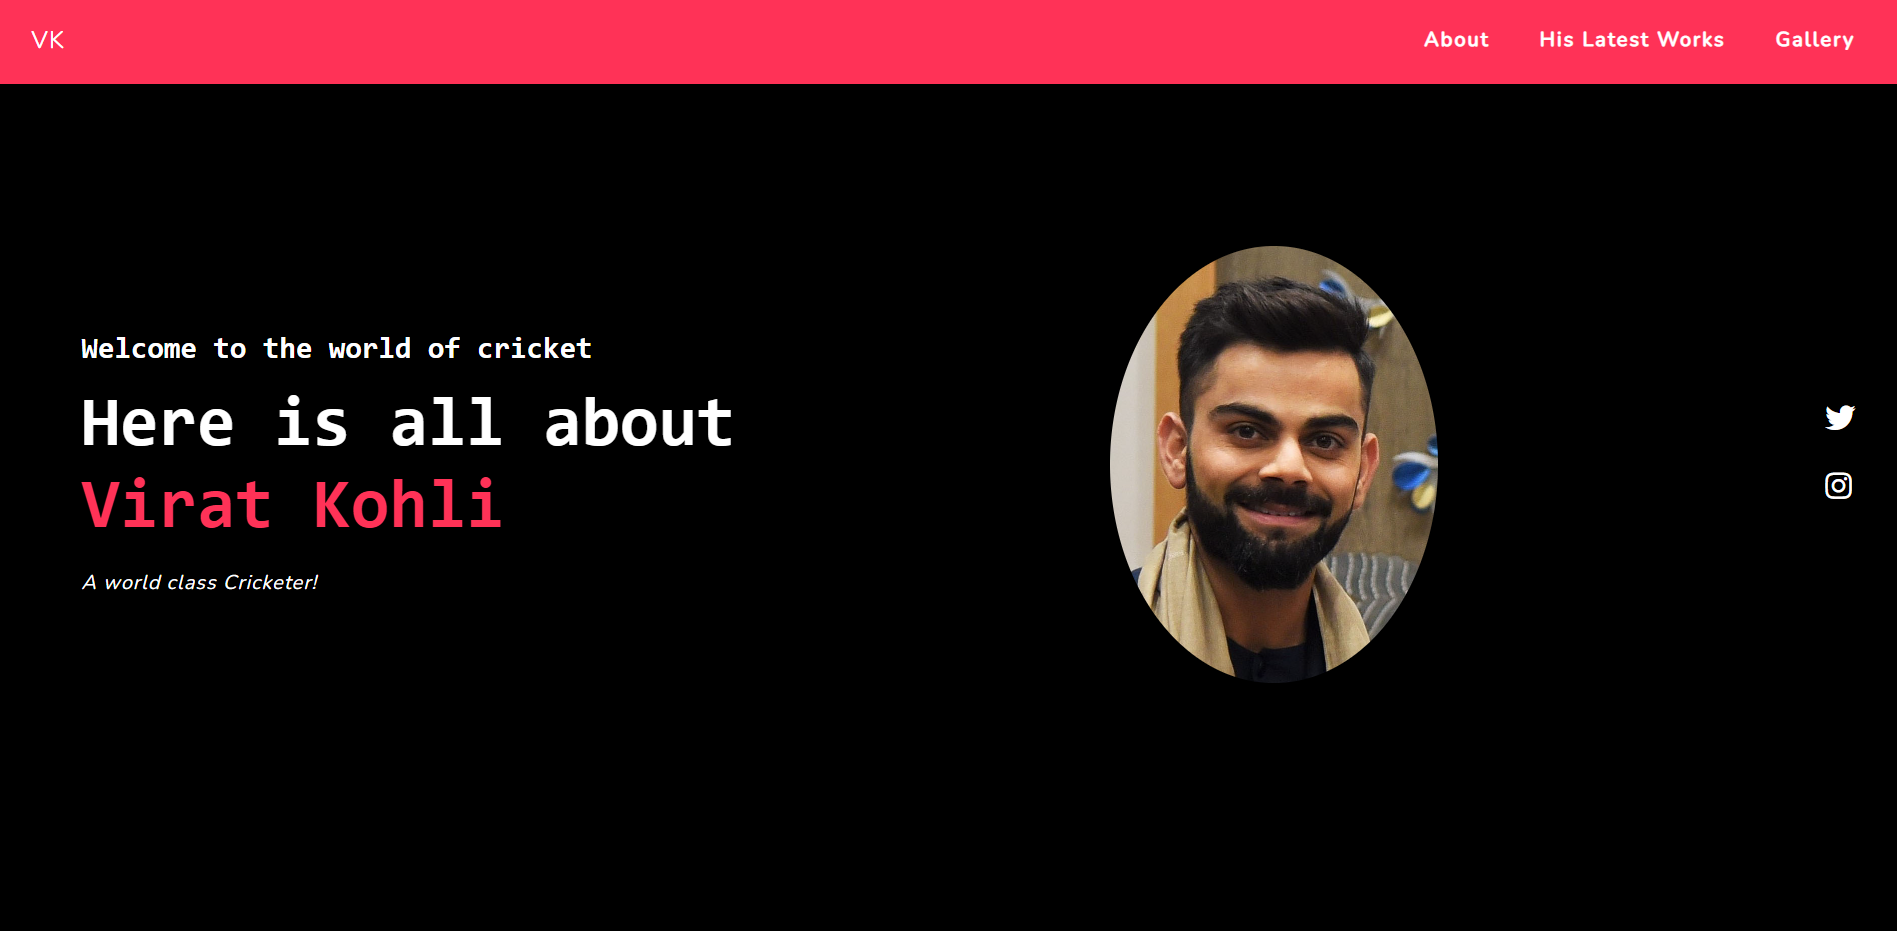 VK
About
His Latest Works
Gallery
Welcome to the world of cricket
Here is all about
Virat Kohli
A world class Cricketer!